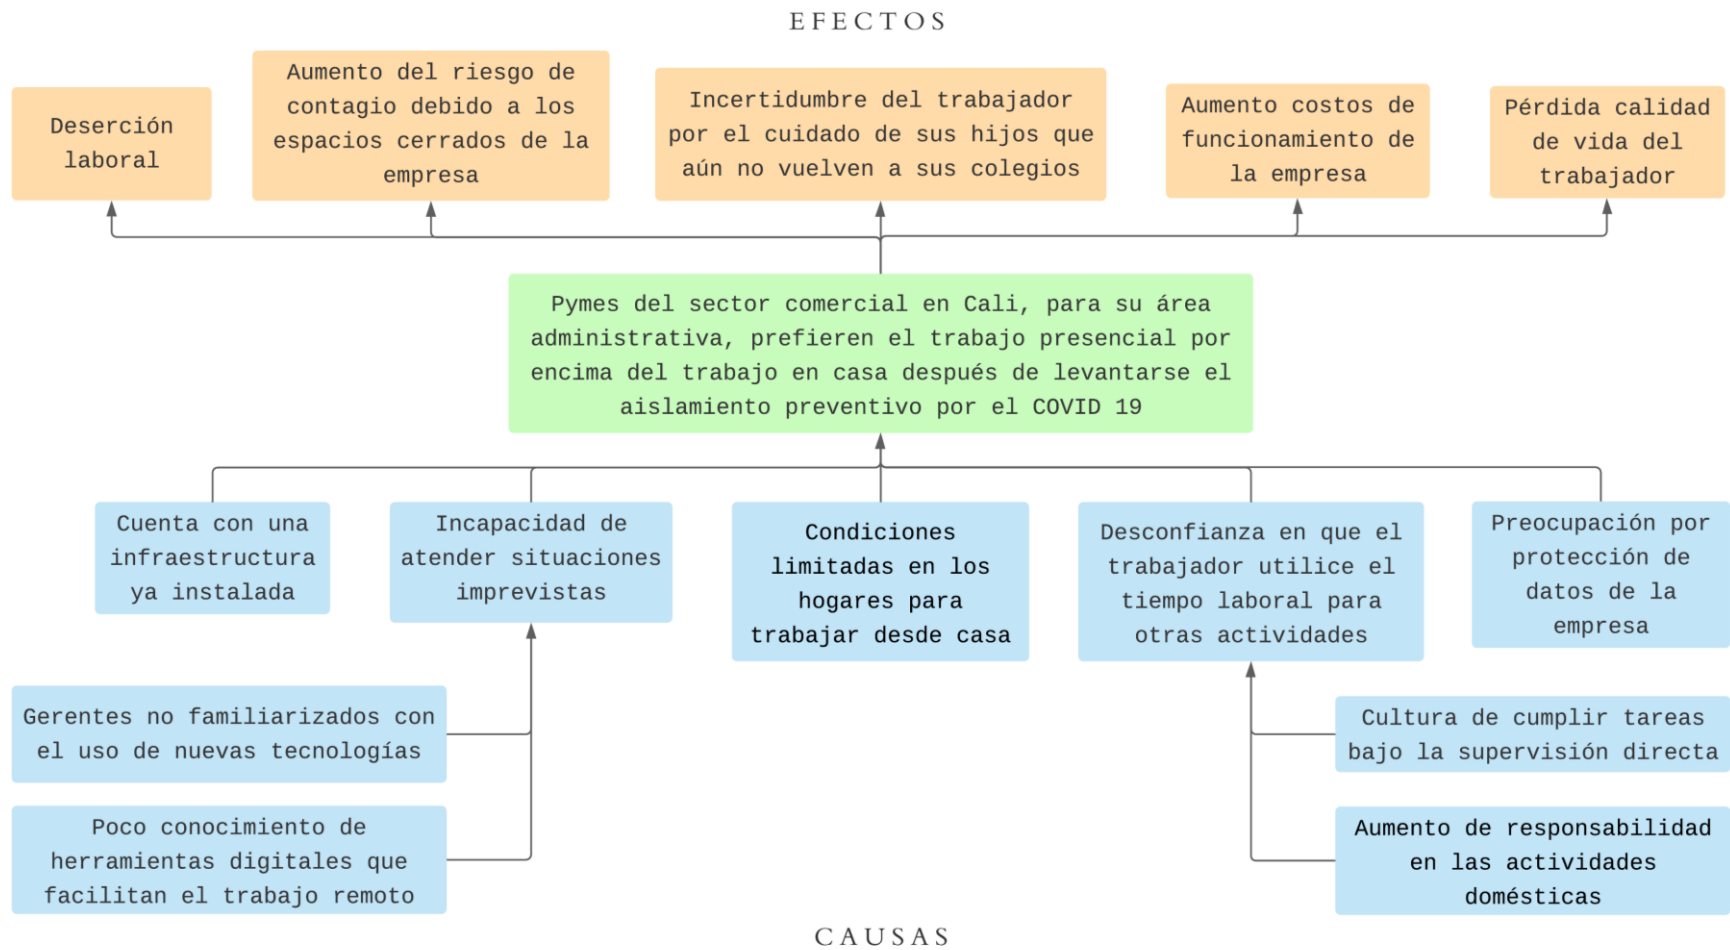 EFECTOS
Deserción
laboral
Aumento del riesgo de
contagio debido a los
espacios cerrados de la
empresa
Incertidumbre del trabajador
por el cuidado de sus hijos que
aún no vuelven a sus colegios
Aumento costos de
funcionamiento de
la empresa
Pérdida calidad
de vida del
trabajador
Pymes del sector comercial en Cali, para su área
administrativa, prefieren el trabajo presencial por
encima del trabajo en casa después de levantarse el
aislamiento preventivo por el COVID 19
Cuenta con una
infraestructura
ya instalada
Incapacidad de
atender situaciones
imprevistas
Condiciones
limitadas en los
hogares para
trabajar desde casa
Desconfianza en que el
trabajador utilice el
tiempo laboral para
otras actividades
Preocupación por
protección de
datos de la
empresa
Gerentes no familiarizados con
el uso de nuevas tecnologías
Cultura de cumplir tareas
bajo la supervisión directa
Poco conocimiento de
herramientas digitales que
facilitan el trabajo remoto
Aumento de responsabilidad
en las actividades
domésticas
CAUSAS